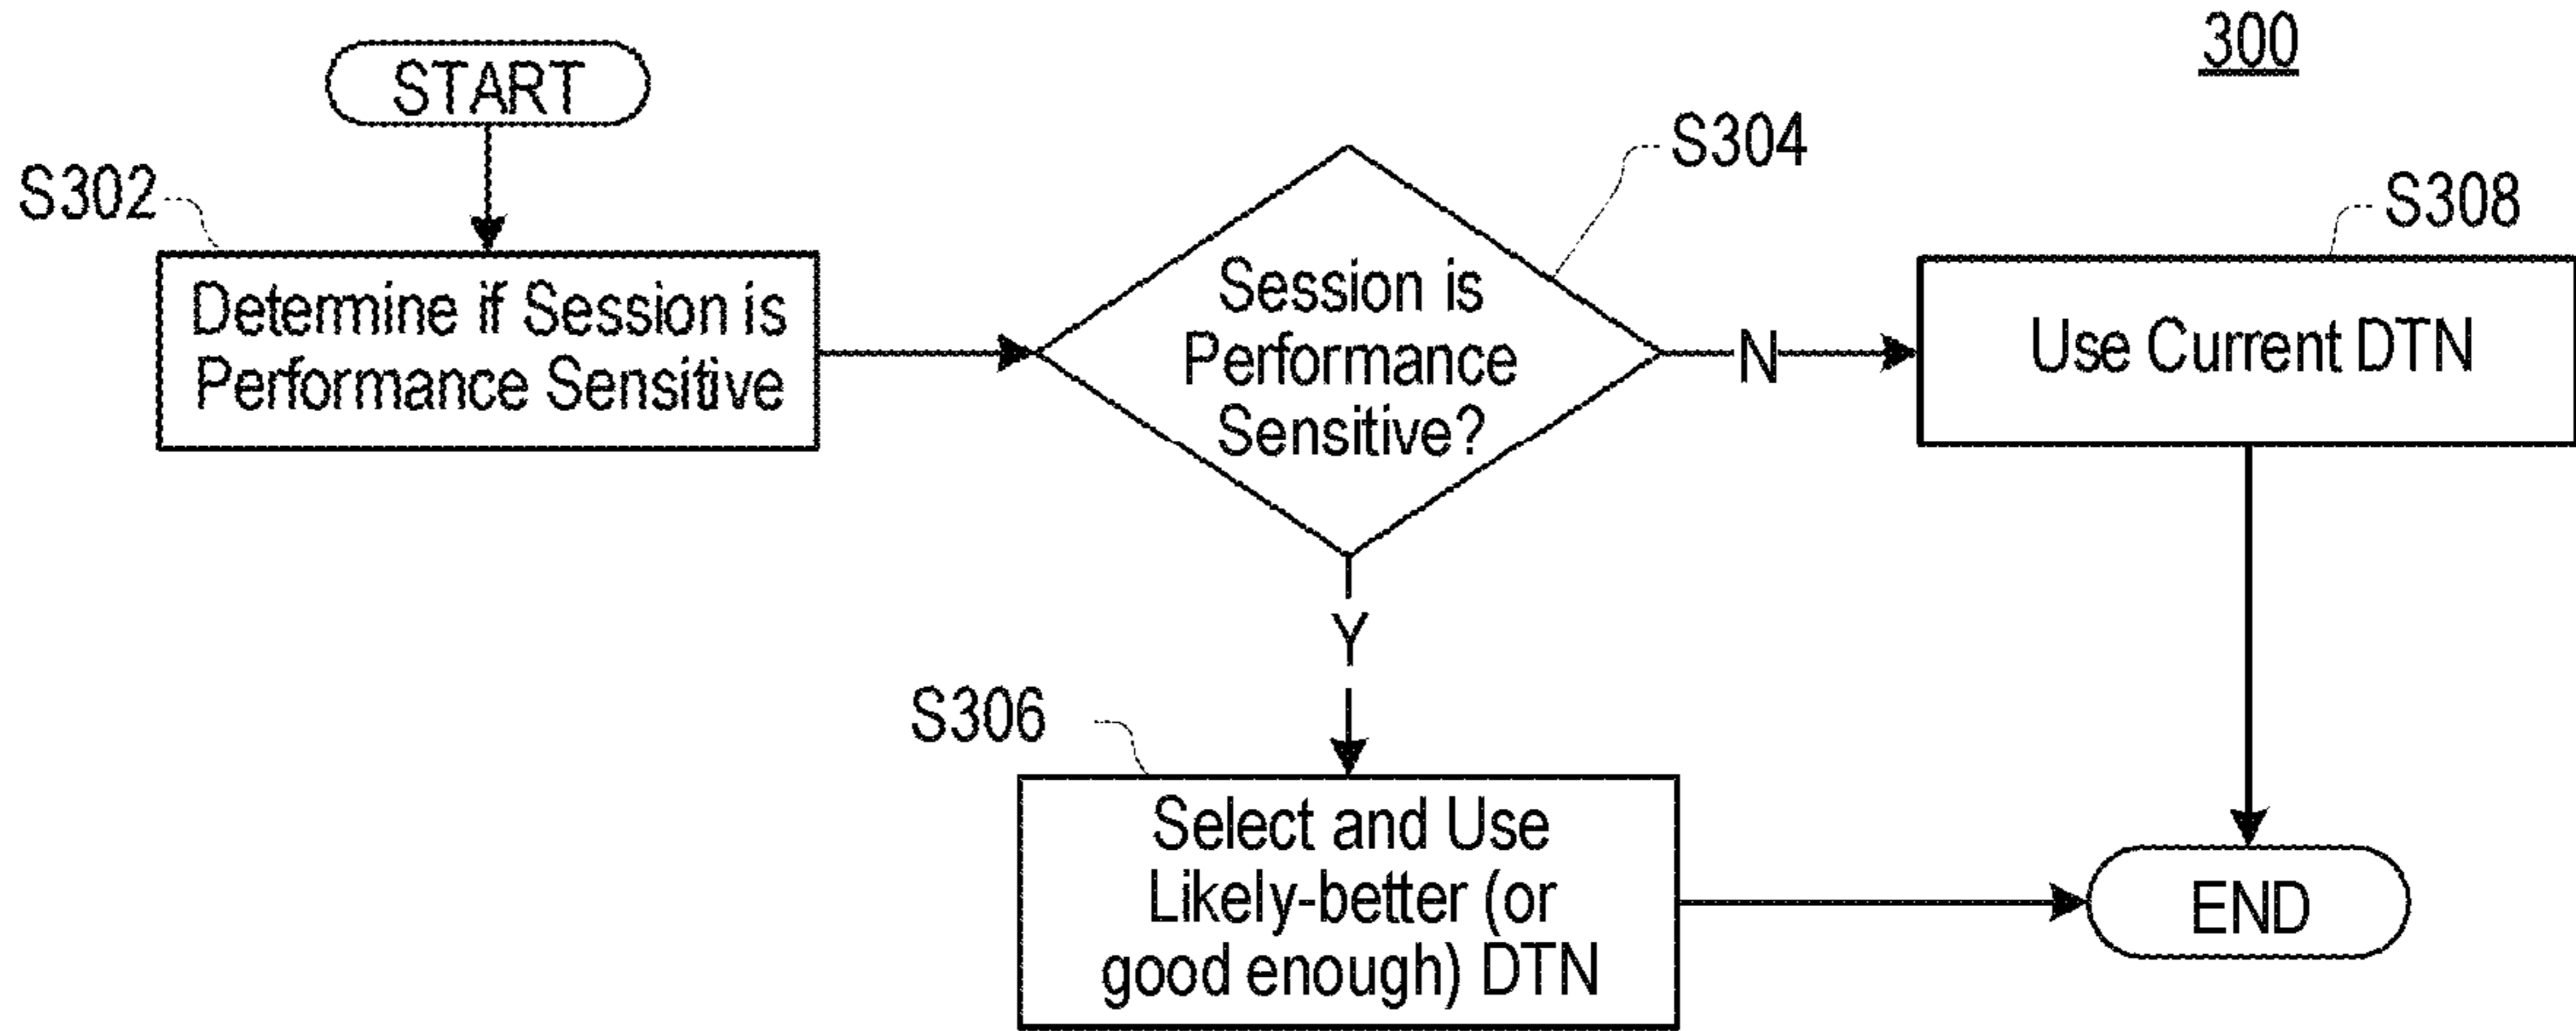 300
START
S302
Determine if Session is
Performance Sensitive
S304
Session is
Performance
Sensitive?
N
S308
Use Current DTN
Y
S306
Select and Use
Likely-better (or
good enough) DTN
END